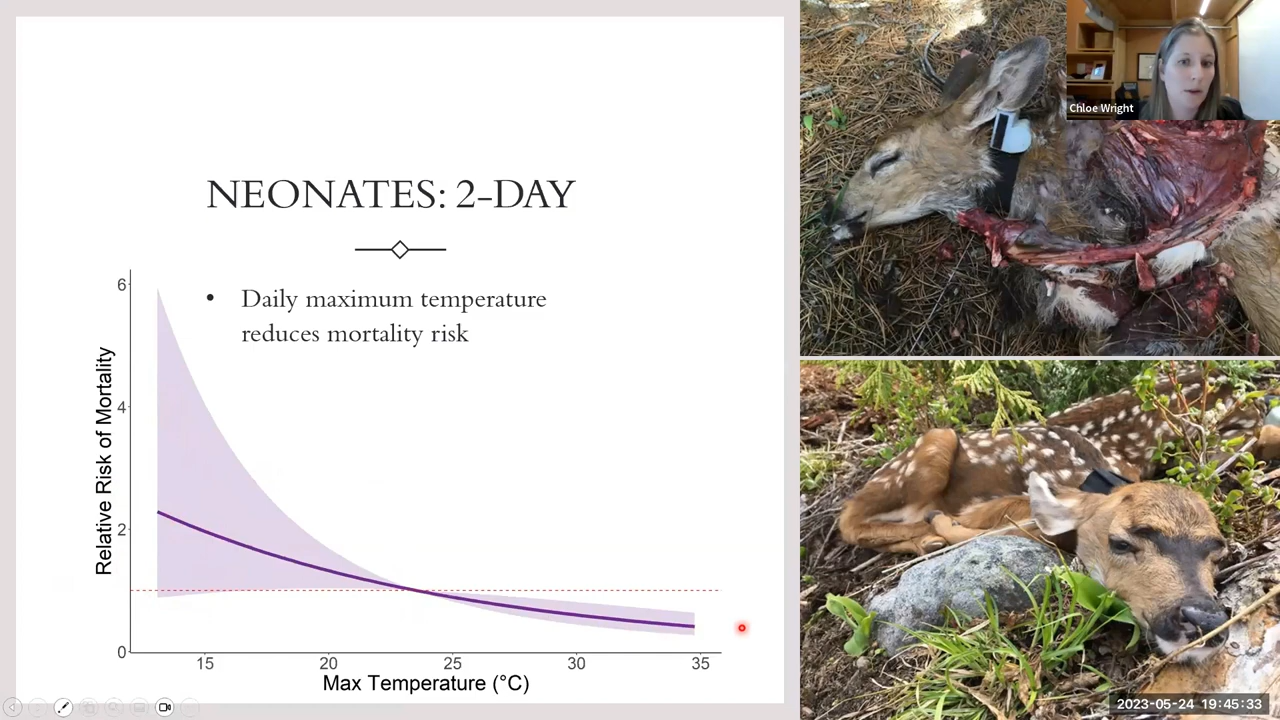 NEONATES: 2-DAY
• Daily maximum temperature
reduces mortality risk
Relative Risk of Mortality
6
4
2
0
15
20
25
30
35
Max Temperature (°C)
Chloe Wright
2023-05-24 19:45:33